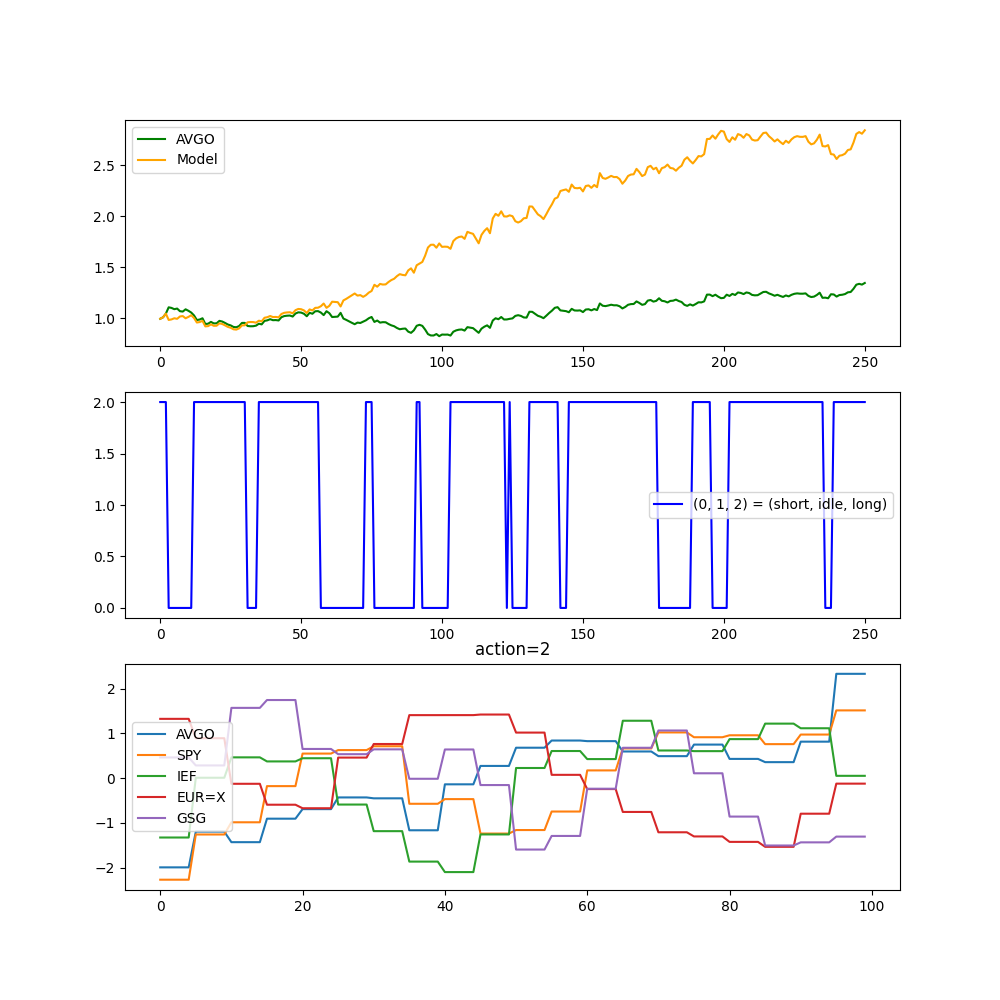 AVGO
Model
2.5
2.0
1.5
1.0
0 50 100 150 200 250
2.0
1.5
1.0
0.5
0.0
(0, 1, 2) = (short, idle, long)
0 50 100 150 200 250
action=2
2
1
0
−1
−2
AVGO
SPY
IEF
EUR=X
GSG
0 20 40 60 80 100